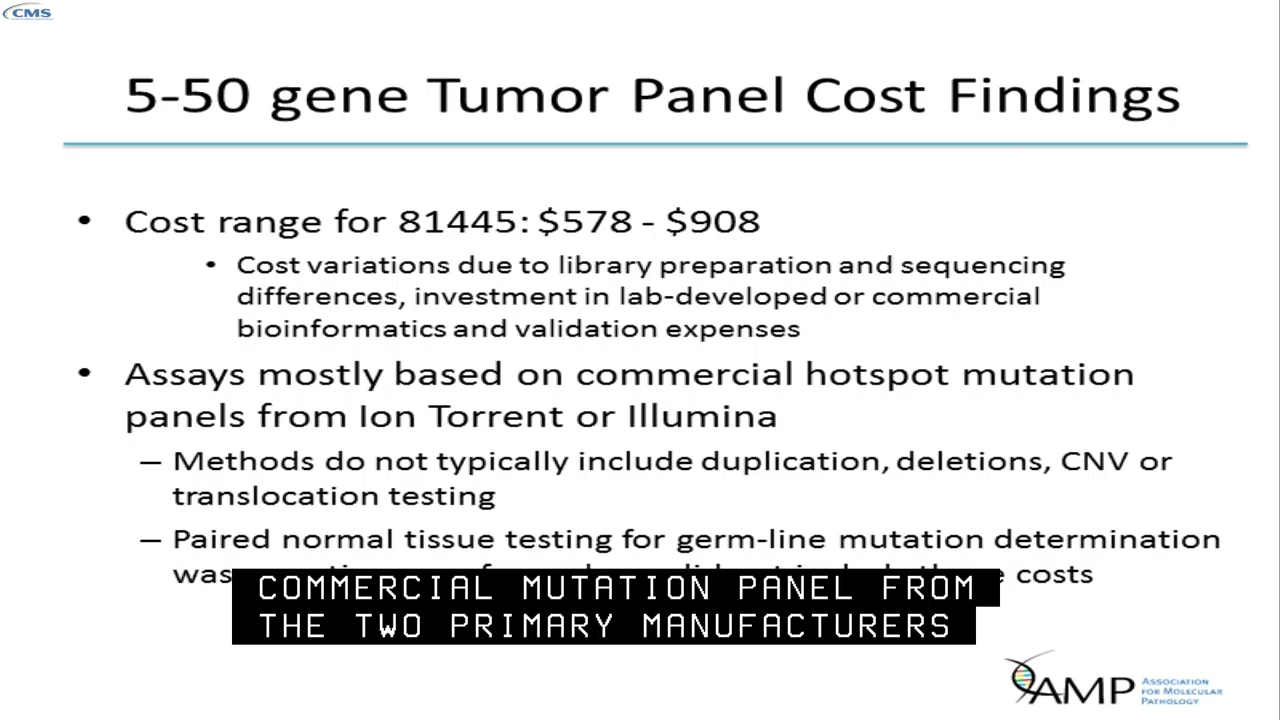 CMS
5-50 gene Tumor Panel Cost Findings
• Cost range for 81445: $578 - $908
• Cost variations due to library preparation and sequencing
differences, investment in lab-developed or commercial
bioinformatics and validation expenses
• Assays mostly based on commercial hotspot mutation
panels from Ion Torrent or Illumina
– Methods do not typically include duplication, deletions, CNV or
translocation testing
– Paired normal tissue testing for germ-line mutation determination
was costs
COMMERCIAL MUTATION PANEL FROM
THE TWO PRIMARY MANUFACTURERS
AMP
ASSOCIATION
FOR MOLECULAR
PATHOLOGY